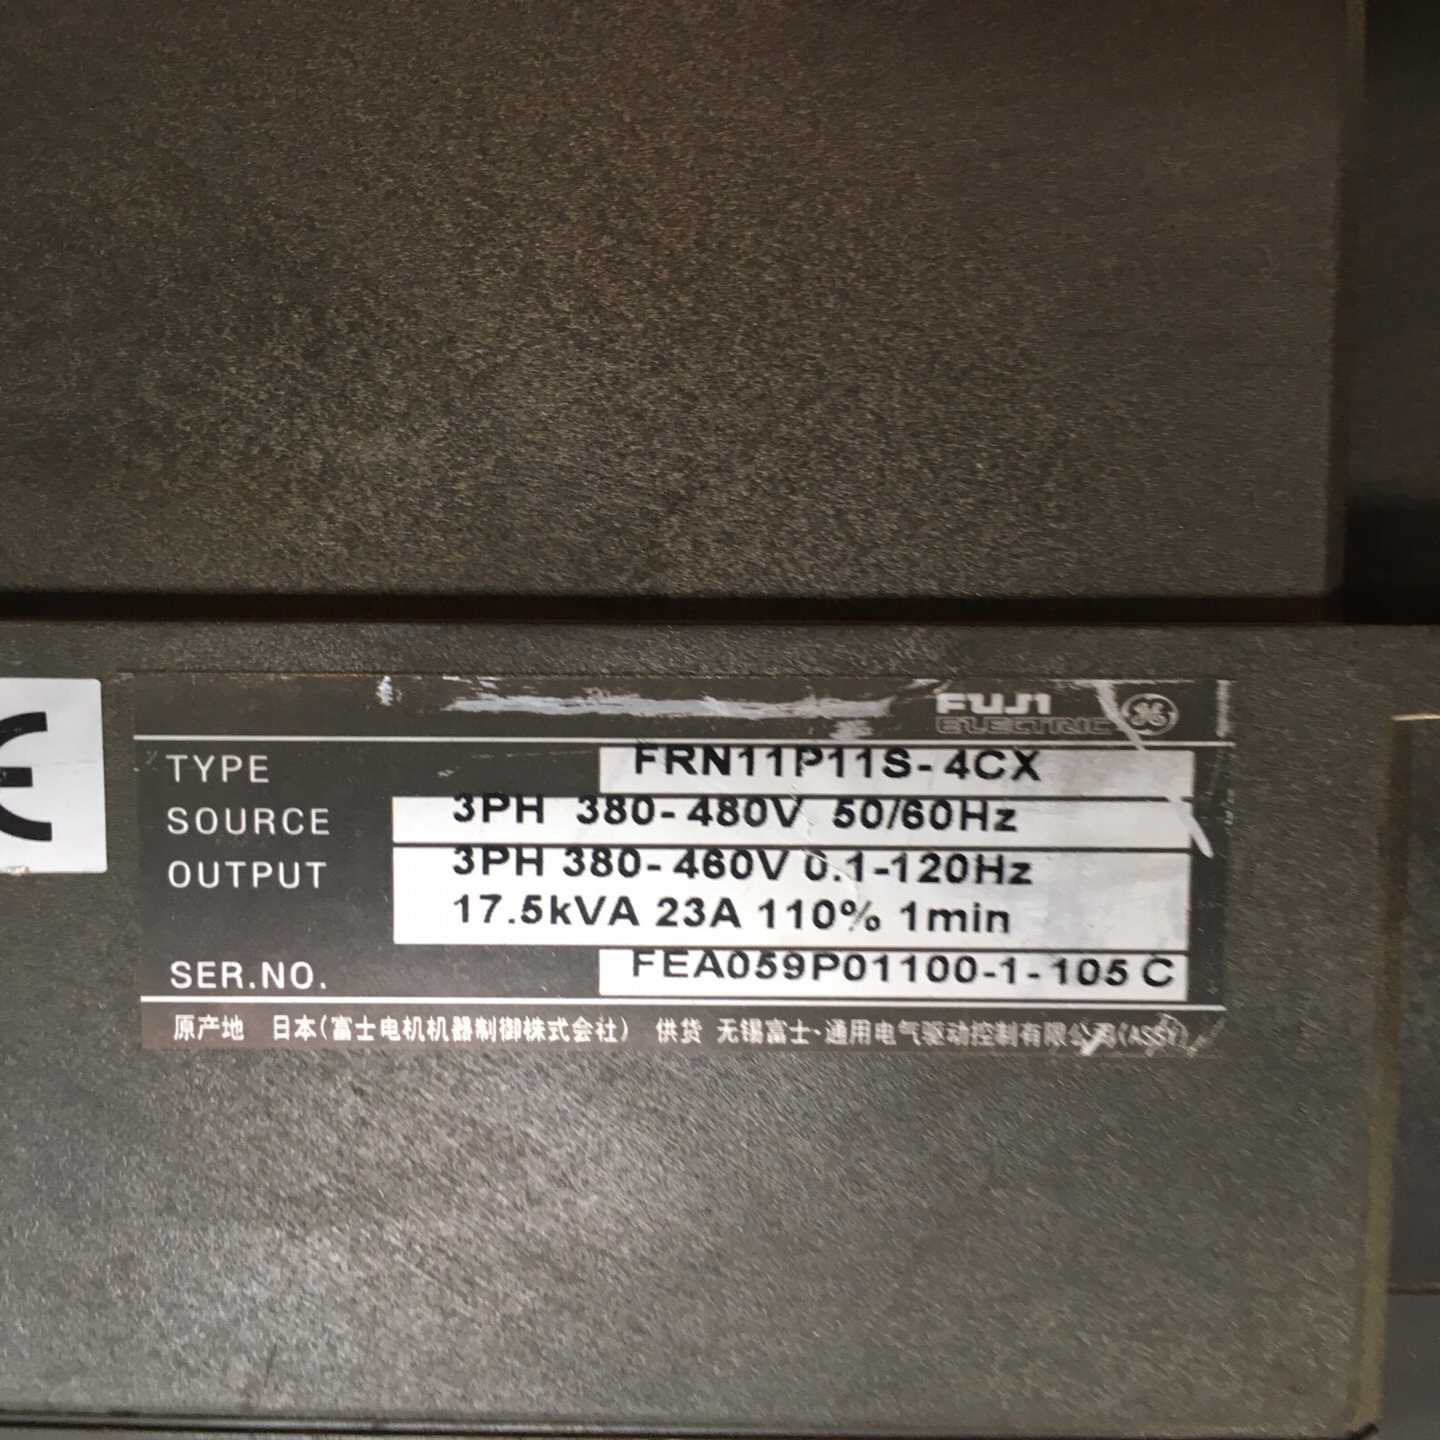 CE
FUJI
ELECTRIC GE
TYPE FRN11P11S-4CX
SOURCE 3PH 380-480V 50/60Hz
OUTPUT 3PH 380-460V 0.1-120Hz
17.5kVA 23A 110% 1min
SER.NO. FEA059P01100-1-105 C
原产地 日本(富士电机机器制御株式会社) 供货 无锡富士·通用电气驱动控制有限公司(ASSY)